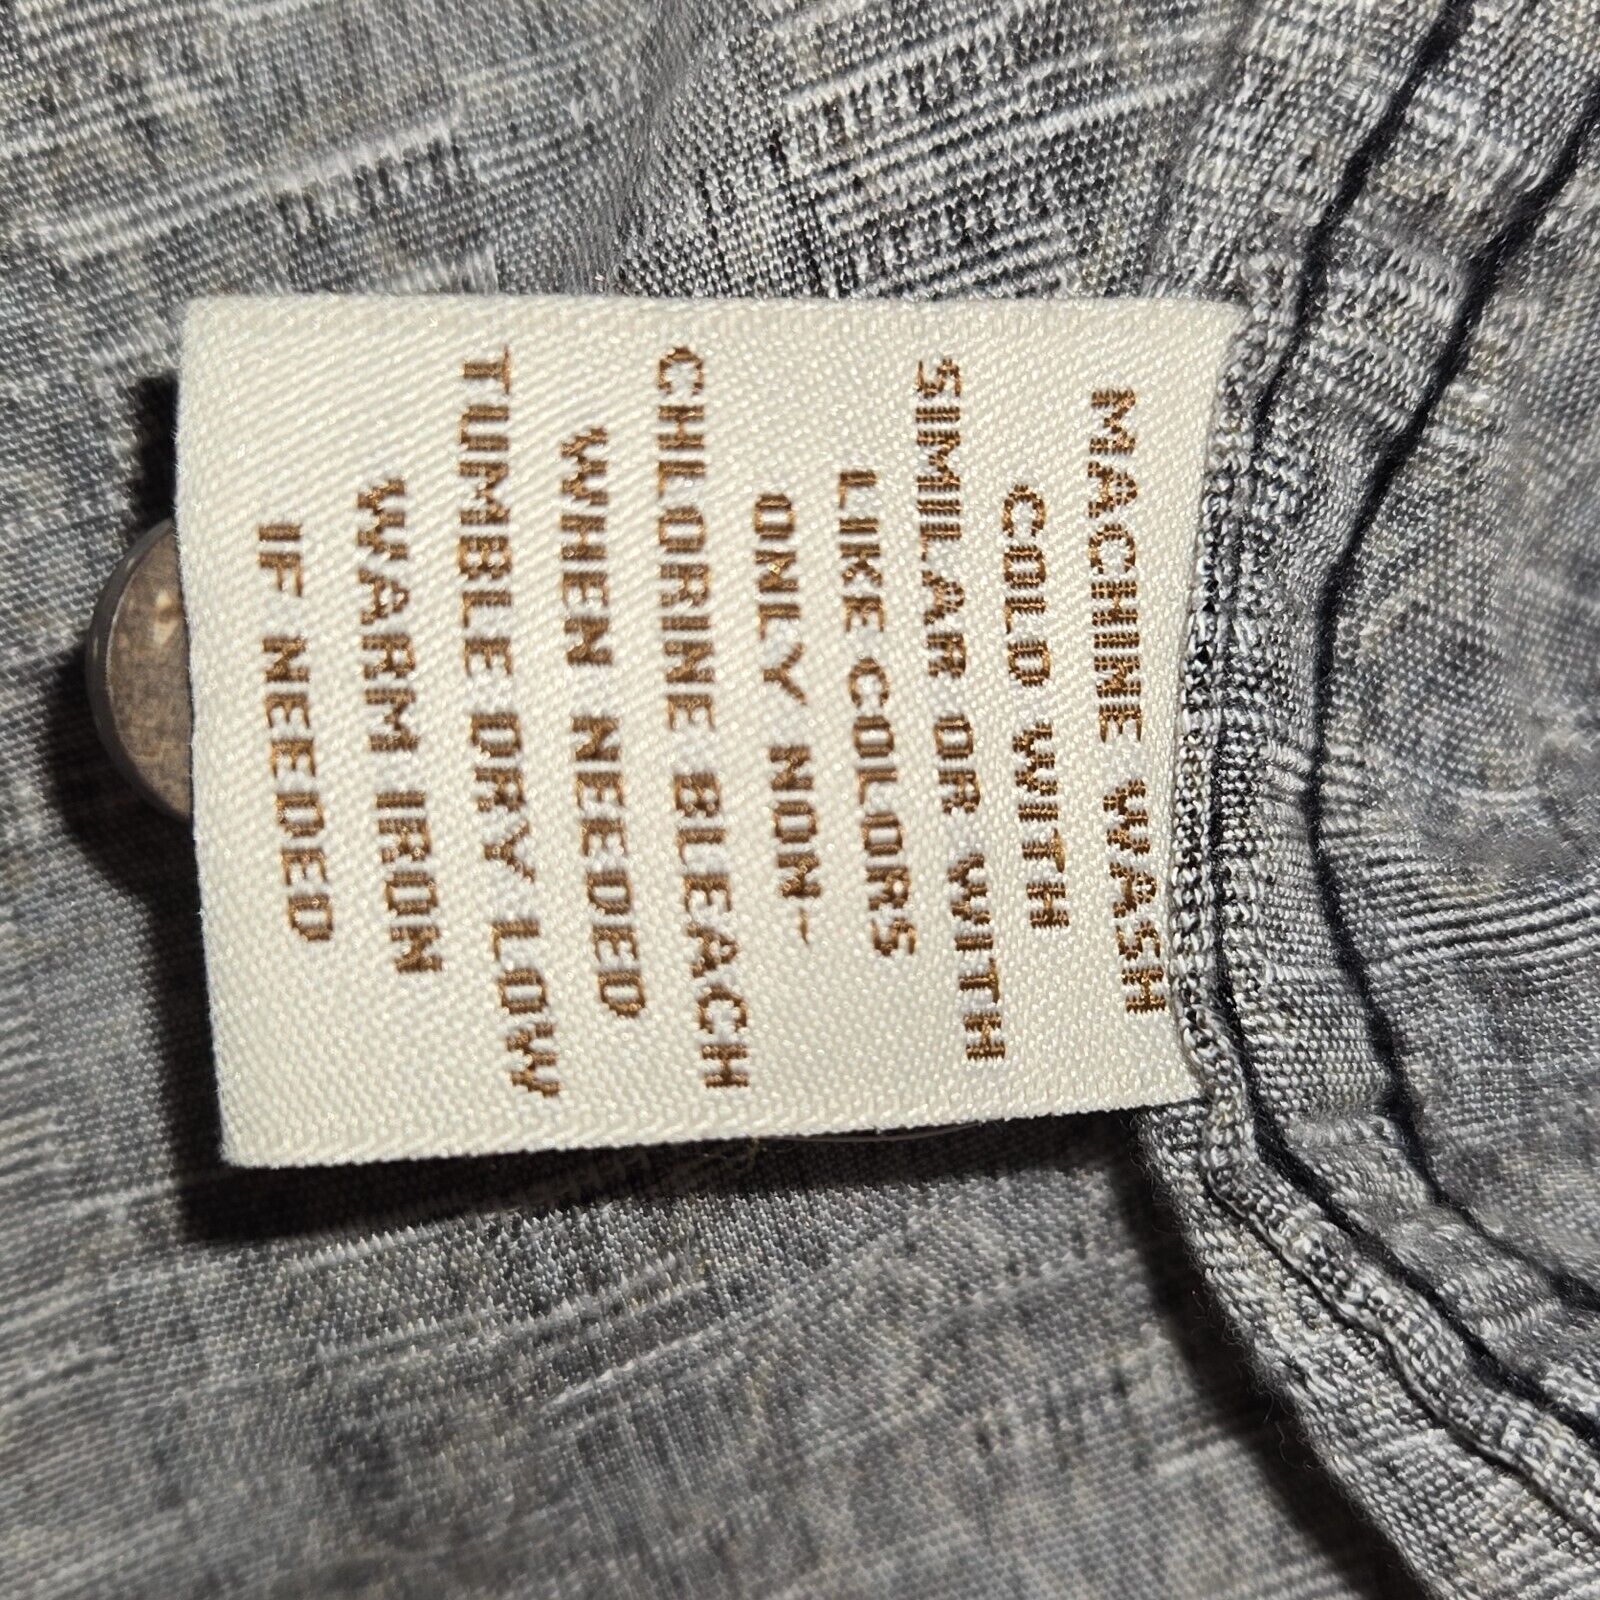 MACHINE WASH
COLD WITH
SIMILAR OR WITH
LIKE COLORS
ONLY NON-
CHLORINE BLEACH
WHEN NEEDED
TUMBLE DRY LOW
WARM IRON
IF NEEDED